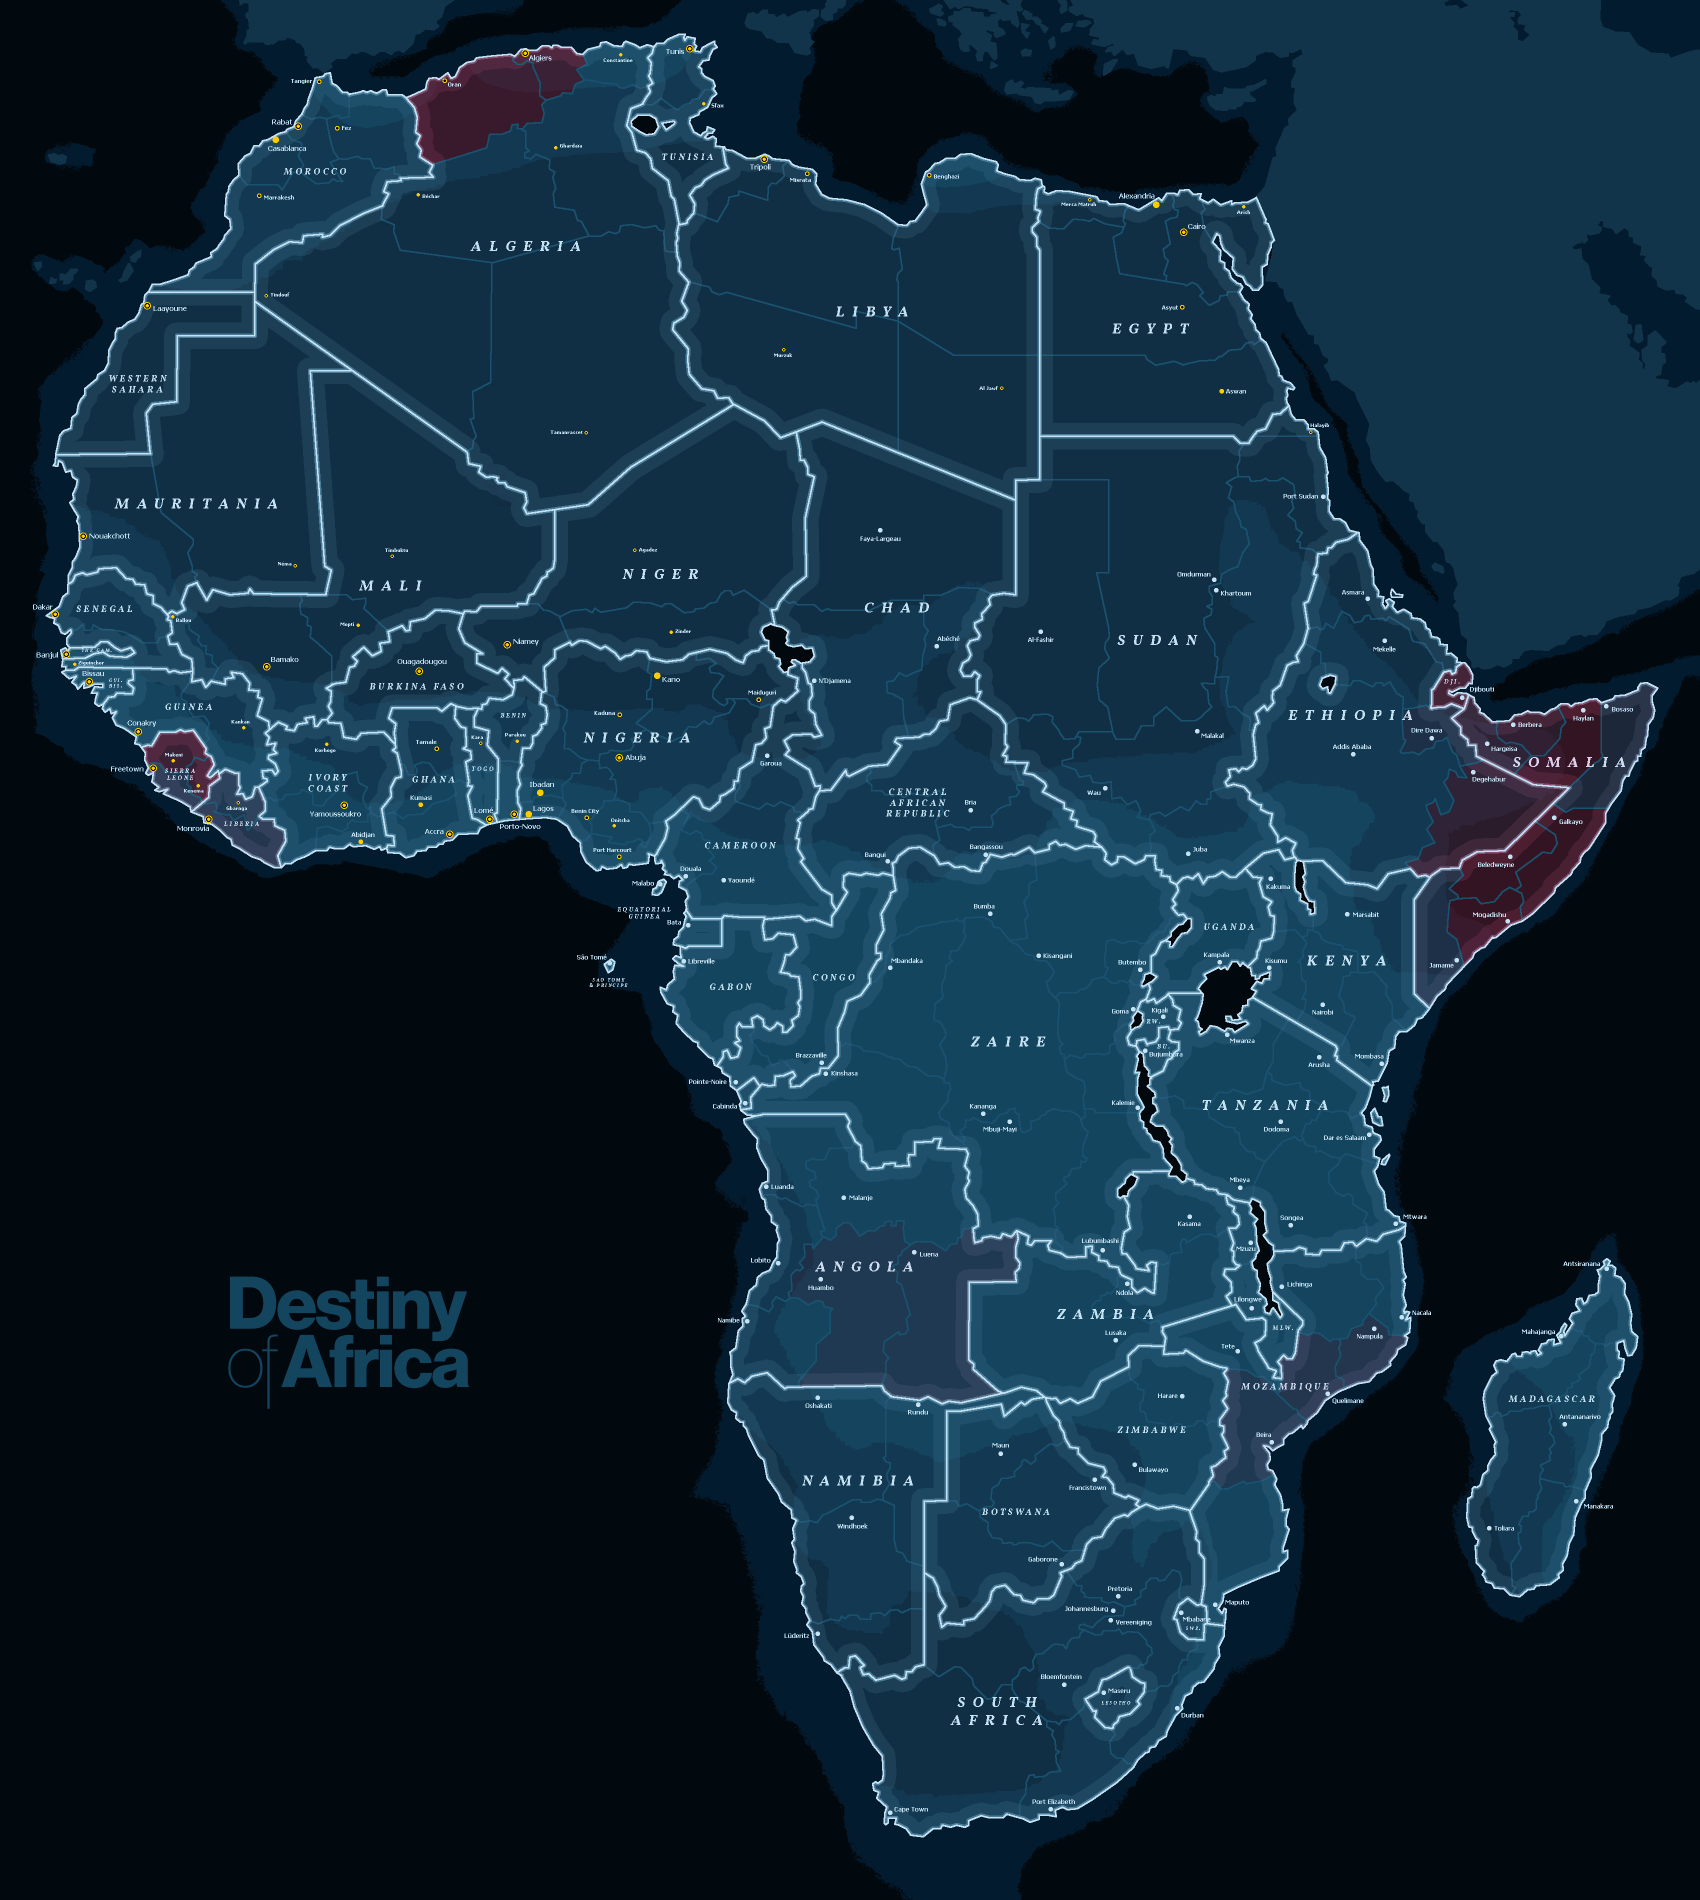 Tunis
Algiers
Constantine
Oran
Tangier
Sfax
Rabat
Fez
Casablanca
Ghardaia
TUNISIA
Tripoli
MOROCCO
Misrata
Benghazi
Marrakesh
Béchar
Alexandria
Mersa Matruh
Arish
Cairo
ALGERIA
Tindouf
Laayoune
LIBYA
Asyut
EGYPT
Murzuk
WESTERN
SAHARA
Al Jawf
Aswan
Tamanrasset
Halayib
MAURITANIA
Port Sudan
Nouakchott
Faya-Largeau
Timbuktu
Agadez
Néma
NIGER
Omdurman
MALI
Khartoum
Asmara
Dakar
SENEGAL
CHAD
Ballou
Mopti
Zinder
Abéché
Al-Fashir
SUDAN
Mekelle
Niamey
Banjul
THE GAM.
Ziguinchor
Bamako
Ouagadougou
Bissau
GUI.
BIS.
BURKINA FASO
Kano
N'Djamena
DJI.
Djibouti
Maiduguri
GUINEA
Bosaso
Haylan
Conakry
Kankan
Kaduna
BENIN
ETHIOPIA
Berbera
Dire Dawa
Malakal
Korhogo
Tamale
Kara
Parakou
NIGERIA
Addis Ababa
Hargeisa
Makeni
Abuja
Garoua
SOMALIA
Freetown
SIERRA
LEONE
IVORY
COAST
GHANA
TOGO
Degehabur
Kenema
Ibadan
CENTRAL
AFRICAN
REPUBLIC
Wau
Gbarnga
Yamoussoukro
Kumasi
Bria
Monrovia
LIBERIA
Lomé
Lagos
Benin City
Galkayo
Abidjan
Accra
Porto-Novo
Onitsha
CAMEROON
Port Harcourt
Bangui
Bangassou
Juba
Beledweyne
Douala
Malabo
Yaoundé
Kakuma
EQUATORIAL
GUINEA
Bumba
Marsabit
Mogadishu
Bata
UGANDA
São Tomé
Libreville
Mbandaka
Kisangani
Butembo
Kampala
Kisumu
KENYA
Jamame
SAO TOME
& PRINCIPE
GABON
CONGO
Goma
Kigali
RW.
Nairobi
ZAIRE
Mwanza
BU.
Bujumbura
Brazzaville
Kinshasa
Arusha
Mombasa
Pointe-Noire
Cabinda
Kananga
Kalemie
TANZANIA
Mbuji-Mayi
Dodoma
Dar es Salaam
Luanda
Malanje
Mbeya
Kasama
Songea
Mtwara
Lobito
Luena
Lubumbashi
Mzuzu
ANGOLA
Antsiranana
Huambo
Ndola
Lichinga
Destiny
of Africa
Lilongwe
ZAMBIA
Nacala
Namibe
Lusaka
MLW.
Nampula
Mahajanga
Tete
MOZAMBIQUE
Oshakati
Rundu
Harare
Quelimane
MADAGASCAR
Antananarivo
ZIMBABWE
Beira
Maun
Bulawayo
NAMIBIA
Francistown
BOTSWANA
Manakara
Windhoek
Toliara
Gaborone
Pretoria
Johannesburg
Vereeniging
Mbabane
Maputo
SWZ.
Lüderitz
Bloemfontein
Maseru
LESOTHO
SOUTH
AFRICA
Durban
Port Elizabeth
Cape Town